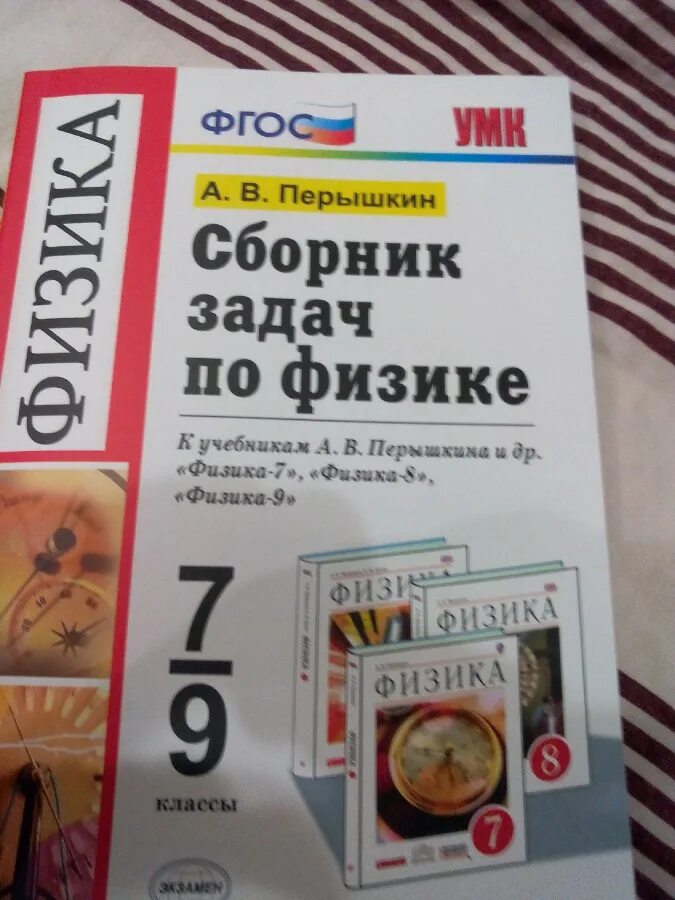 ФИЗИКА
ФГОС
УМК
А. В. Перышкин
Сборник
задач
по физике
К учебникам А. В. Перышкина и др.
«Физика-7», «Физика-8»,
«Физика-9»
7
9
классы
ФИЗИКА
ФИЗИКА
8
ФИЗИКА
7
ЭКЗАМЕН